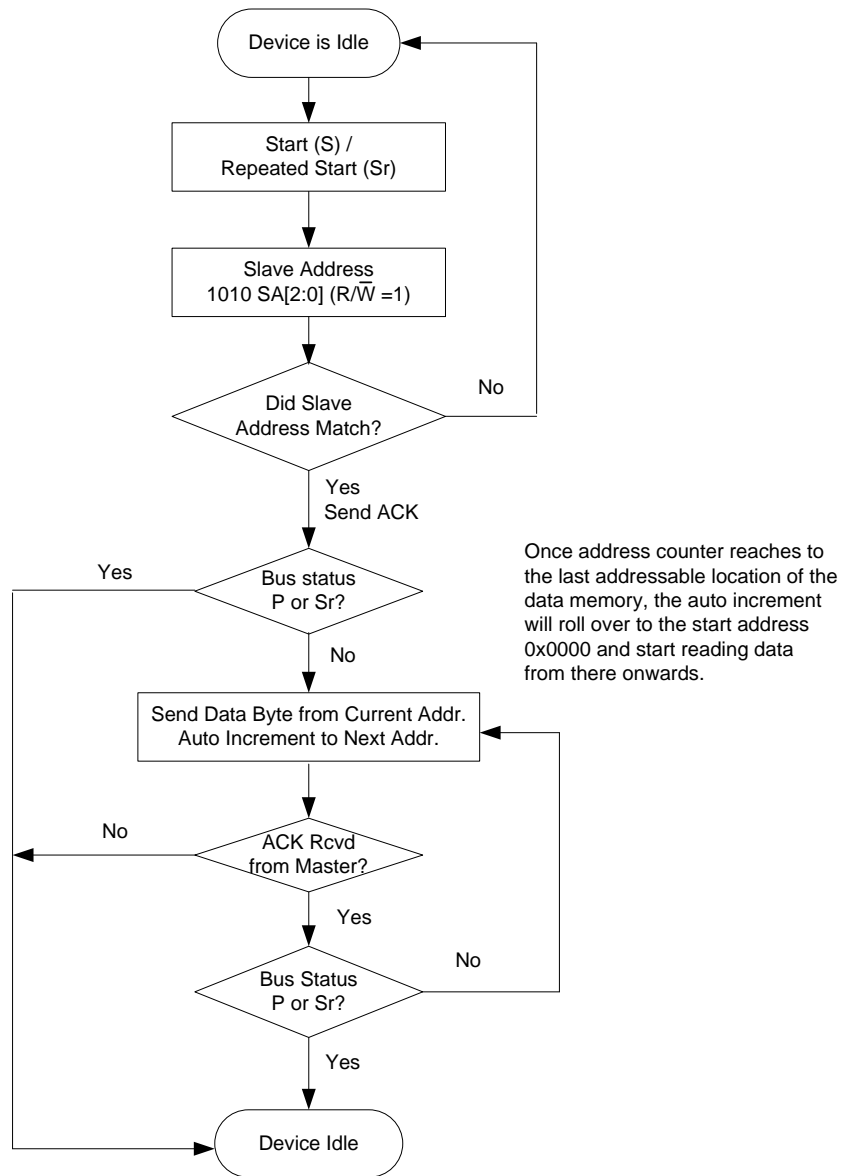 Device is Idle
Start (S) /
Repeated Start (Sr)
Slave Address
1010 SA[2:0] (R/W̅ =1)
Did Slave
Address Match?
No
Yes
Send ACK
Yes
Bus status
P or Sr?
No
Once address counter reaches to
the last addressable location of the
data memory, the auto increment
will roll over to the start address
0x0000 and start reading data
from there onwards.
Send Data Byte from Current Addr.
Auto Increment to Next Addr.
No
ACK Rcvd
from Master?
Yes
Bus Status
P or Sr?
No
Yes
Device Idle